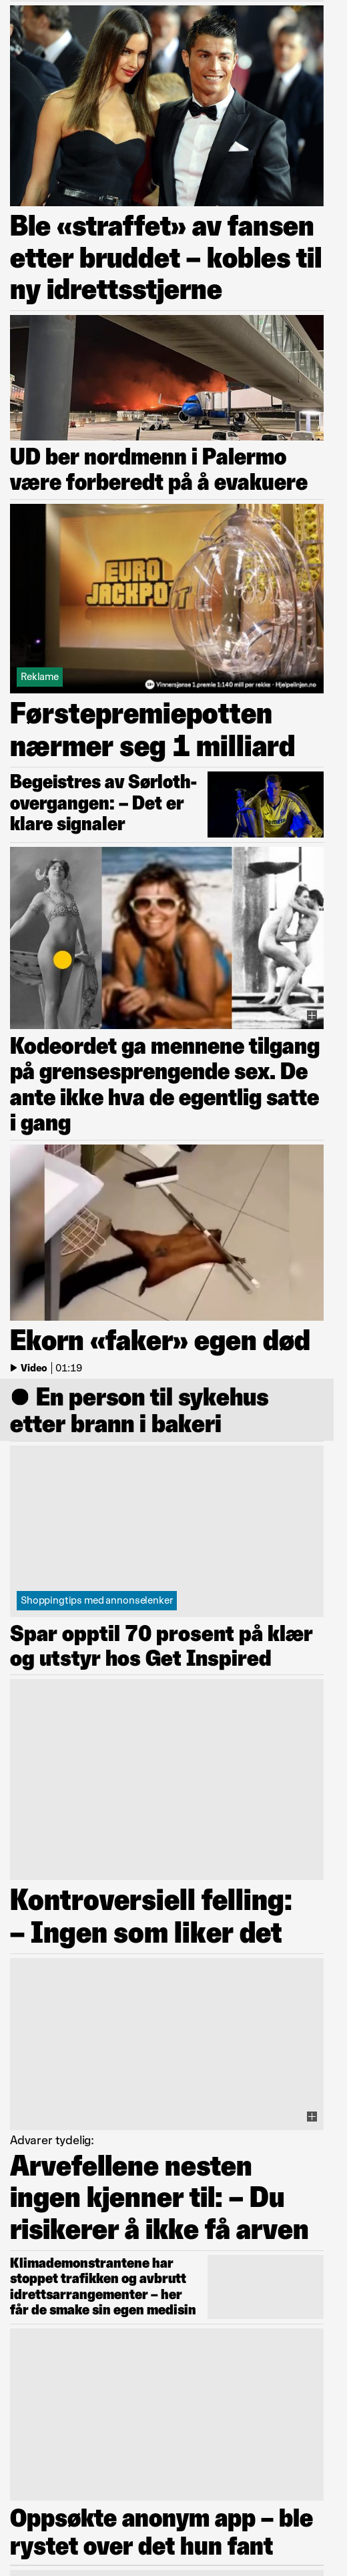 Ble «straffet» av fansen
etter bruddet – kobles til
ny idrettsstjerne
UD ber nordmenn i Palermo
være forberedt på å evakuere
EURO
JACKPOT
Reklame
Vinnersjanse 1.premie 1:140 mill per rekke - Hjelpelinjen.no
Førstepremiepotten
nærmer seg 1 milliard
Begeistres av Sørloth-
overgangen: – Det er
klare signaler
Kodeordet ga mennene tilgang
på grensesprengende sex. De
ante ikke hva de egentlig satte
i gang
Ekorn «faker» egen død
Video | 01:19
● En person til sykehus
etter brann i bakeri
Shoppingtips med annonselenker
Spar opptil 70 prosent på klær
og utstyr hos Get Inspired
Kontroversiell felling:
– Ingen som liker det
Advarer tydelig:
Arvefellene nesten
ingen kjenner til: – Du
risikerer å ikke få arven
Klimademonstrantene har
stoppet trafikken og avbrutt
idrettsarrangementer – her
får de smake sin egen medisin
Oppsøkte anonym app – ble
rystet over det hun fant